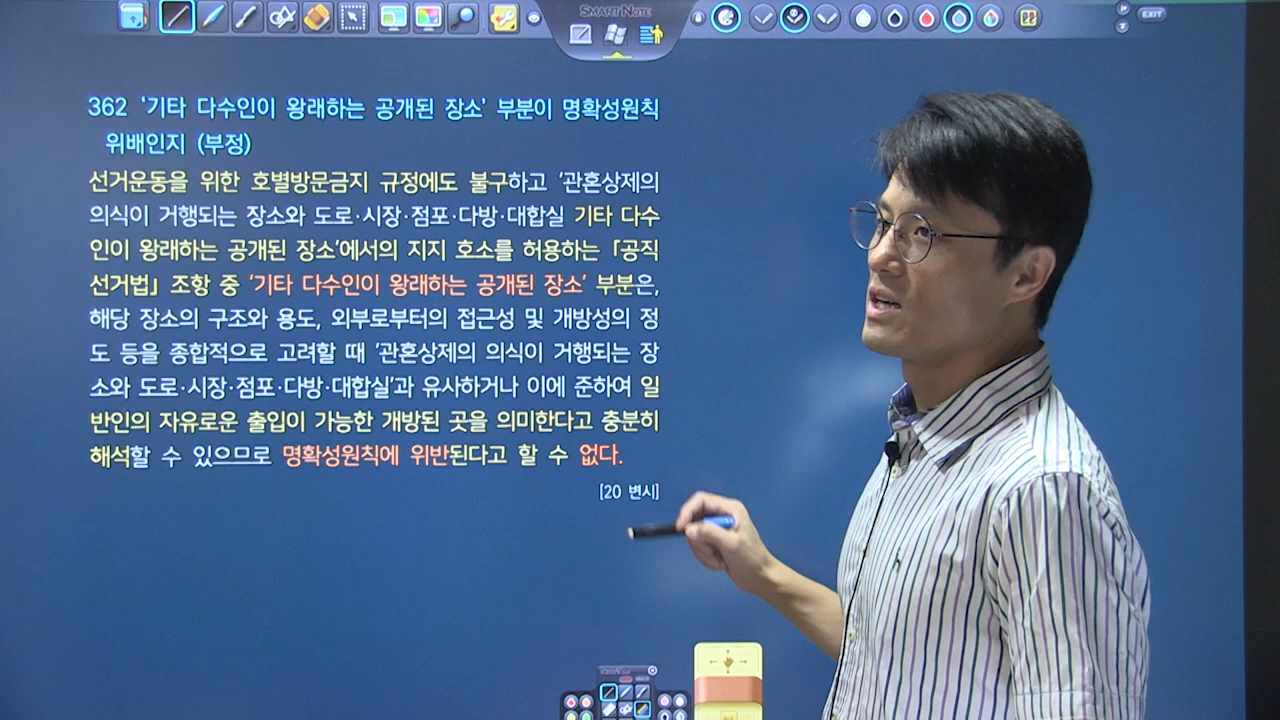 SMART NOTE
EXIT
362 '기타 다수인이 왕래하는 공개된 장소' 부분이 명확성원칙
위배인지 (부정)
선거운동을 위한 호별방문금지 규정에도 불구하고 '관혼상제의
의식이 거행되는 장소와 도로·시장·점포·다방·대합실 기타 다수
인이 왕래하는 공개된 장소'에서의 지지 호소를 허용하는 「공직
선거법」 조항 중 '기타 다수인이 왕래하는 공개된 장소' 부분은,
해당 장소의 구조와 용도, 외부로부터의 접근성 및 개방성의 정
도 등을 종합적으로 고려할 때 '관혼상제의 의식이 거행되는 장
소와 도로·시장·점포·다방·대합실'과 유사하거나 이에 준하여 일
반인의 자유로운 출입이 가능한 개방된 곳을 의미한다고 충분히
해석할 수 있으므로 명확성원칙에 위반된다고 할 수 없다.
[20 변시]